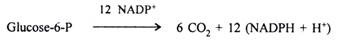 12 NADP⁺
Glucose-6-P ⟶ 6 CO₂ + 12 (NADPH + H⁺)